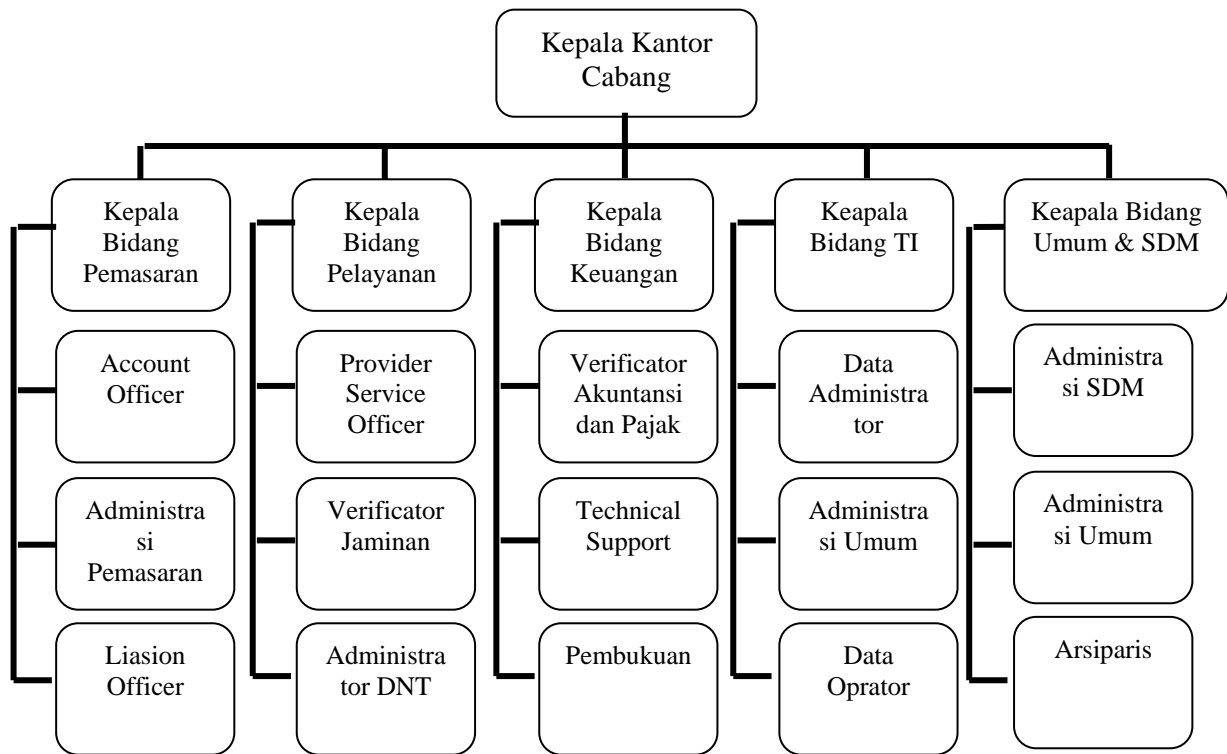 Kepala Kantor
Cabang
Kepala
Bidang
Pemasaran
Kepala
Bidang
Pelayanan
Kepala
Bidang
Keuangan
Keapala
Bidang TI
Keapala Bidang
Umum & SDM
Account
Officer
Provider
Service
Officer
Verificator
Akuntansi
dan Pajak
Data
Administra
tor
Administra
si SDM
Administra
si
Pemasaran
Verificator
Jaminan
Technical
Support
Administra
si Umum
Administra
si Umum
Liasion
Officer
Administra
tor DNT
Pembukuan
Data
Oprator
Arsiparis